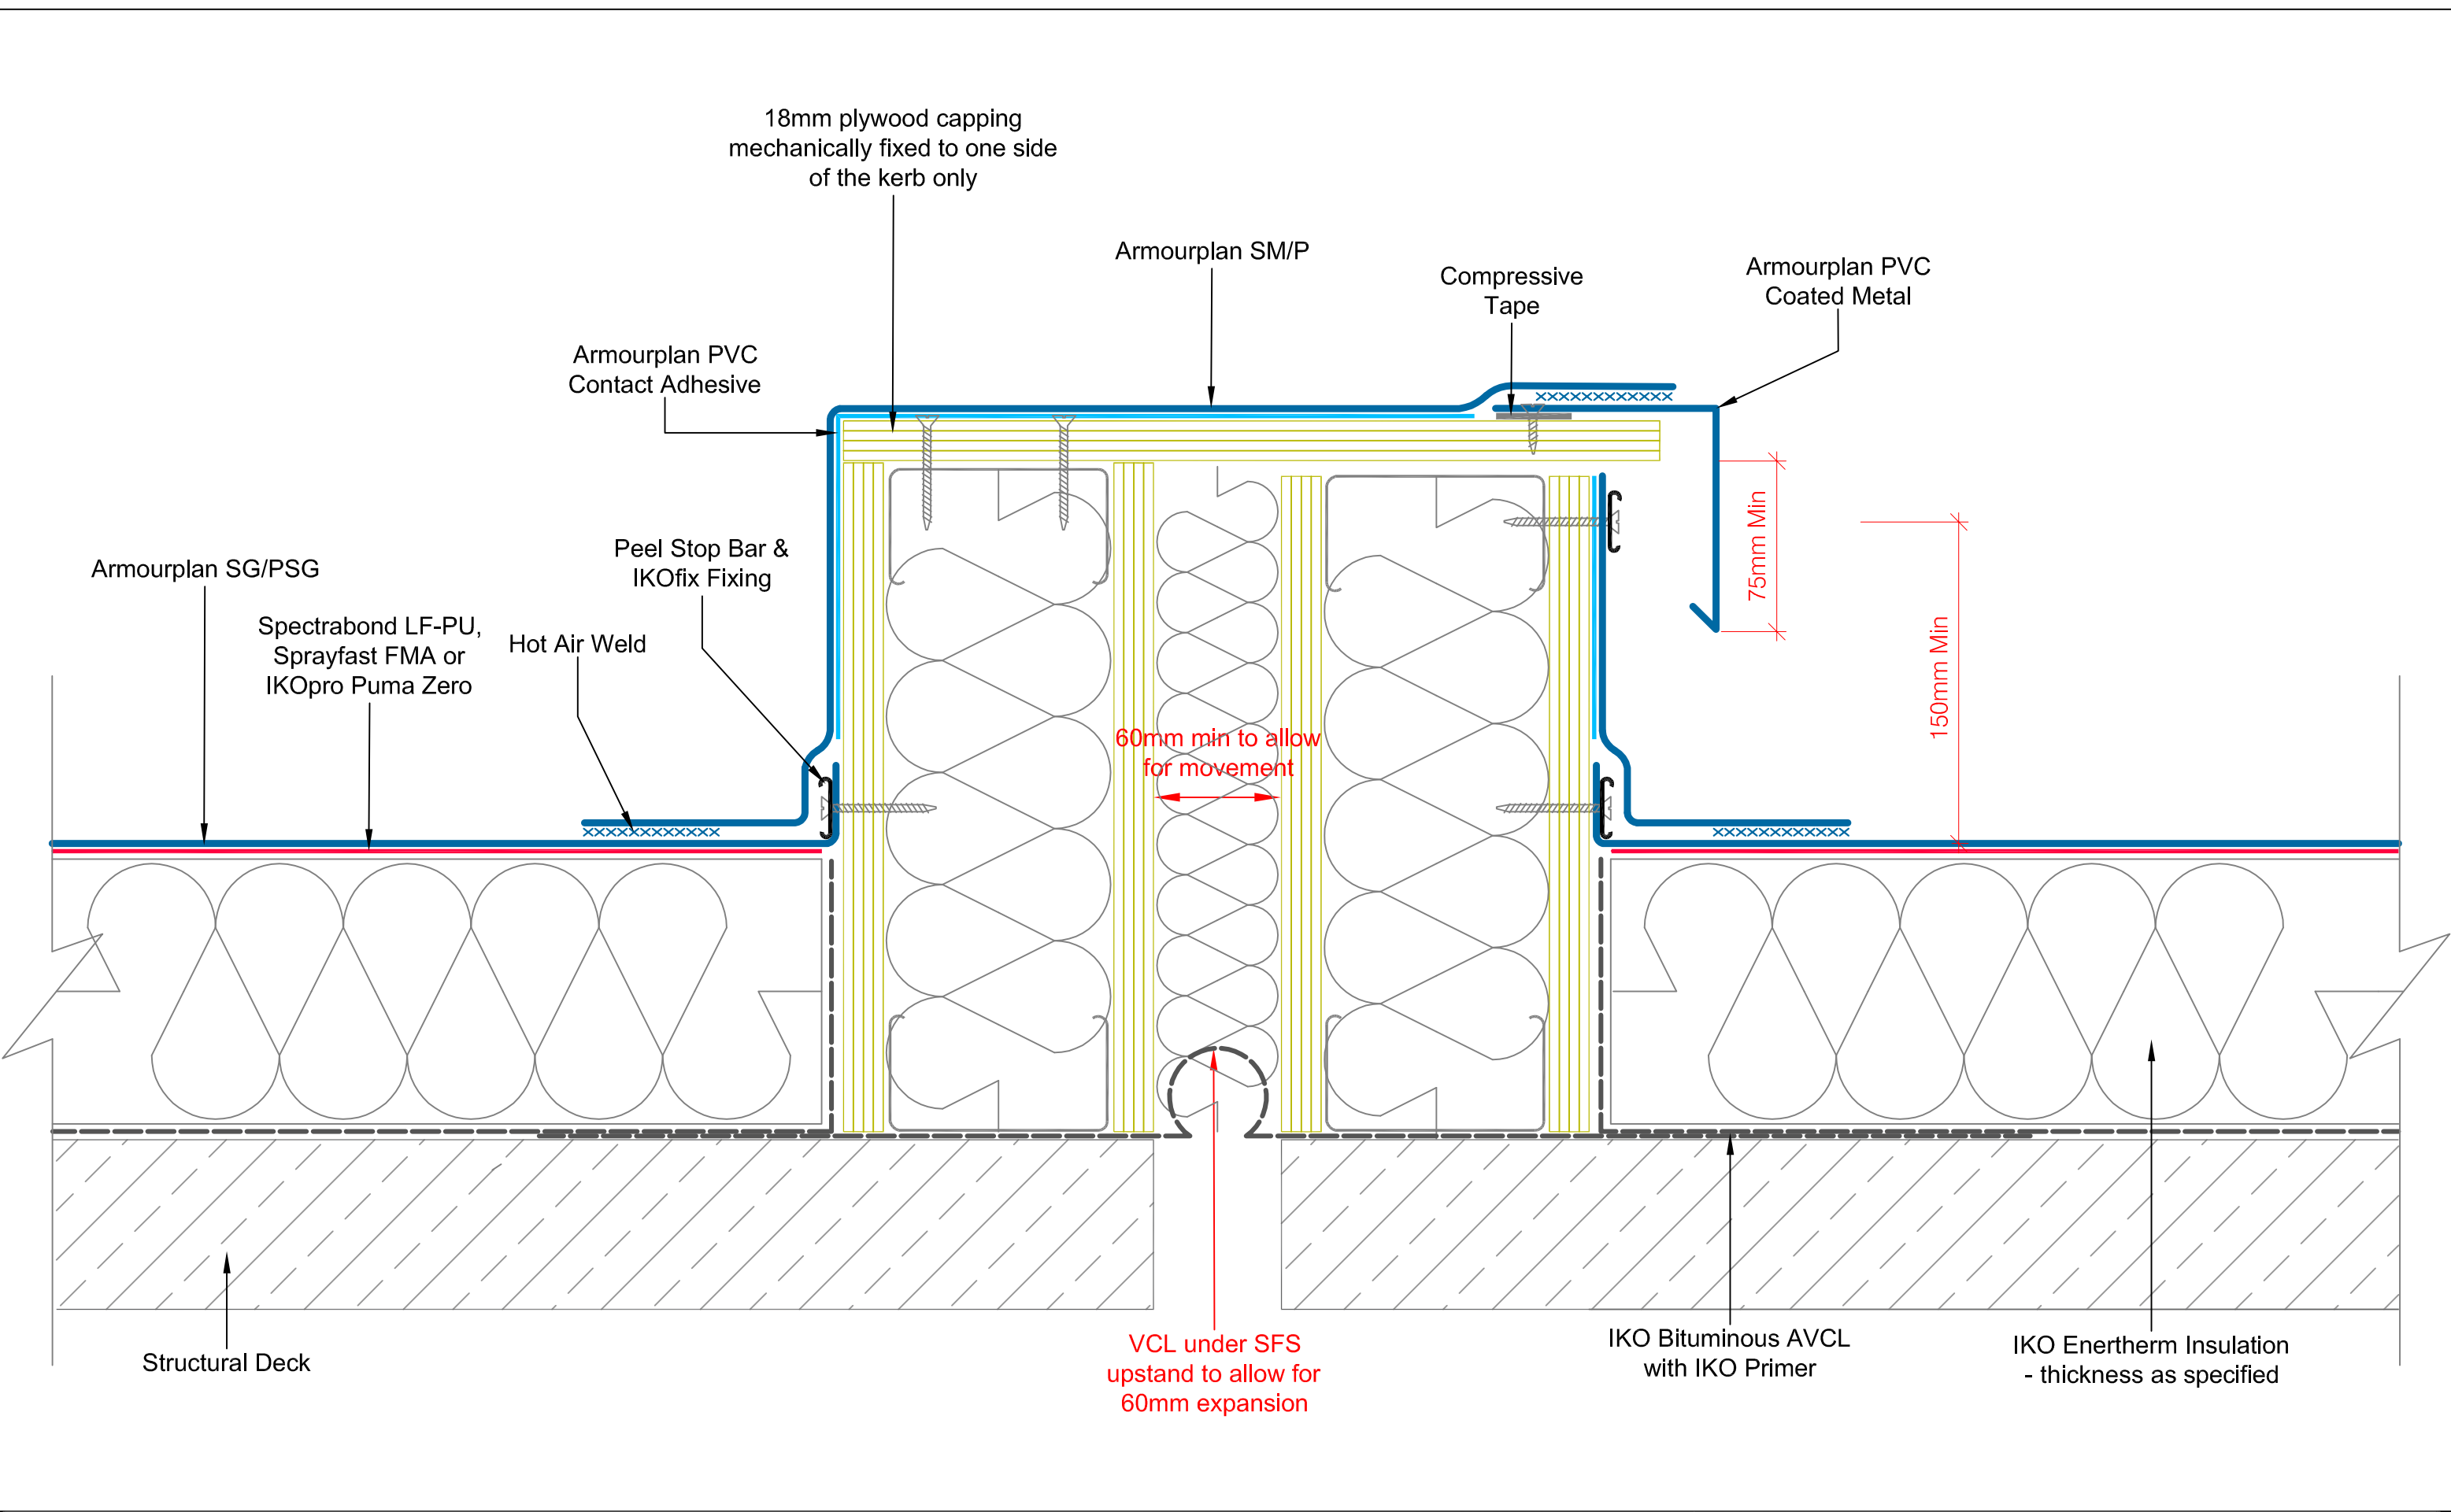 18mm plywood capping
mechanically fixed to one side
of the kerb only
Armourplan SM/P
Compressive
Tape
Armourplan PVC
Coated Metal
Armourplan PVC
Contact Adhesive
Peel Stop Bar &
IKOfix Fixing
Armourplan SG/PSG
Spectrabond LF-PU,
Sprayfast FMA or
IKOpro Puma Zero
Hot Air Weld
75mm Min
150mm Min
60mm min to allow
for movement
Structural Deck
VCL under SFS
upstand to allow for
60mm expansion
IKO Bituminous AVCL
with IKO Primer
IKO Enertherm Insulation
- thickness as specified